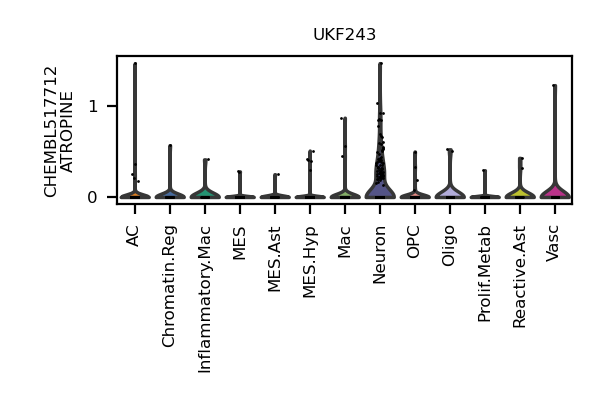 UKF243
CHEMBL517712
ATROPINE
1
0
AC
Chromatin.Reg
Inflammatory.Mac
MES
MES.Ast
MES.Hyp
Mac
Neuron
OPC
Oligo
Prolif.Metab
Reactive.Ast
Vasc